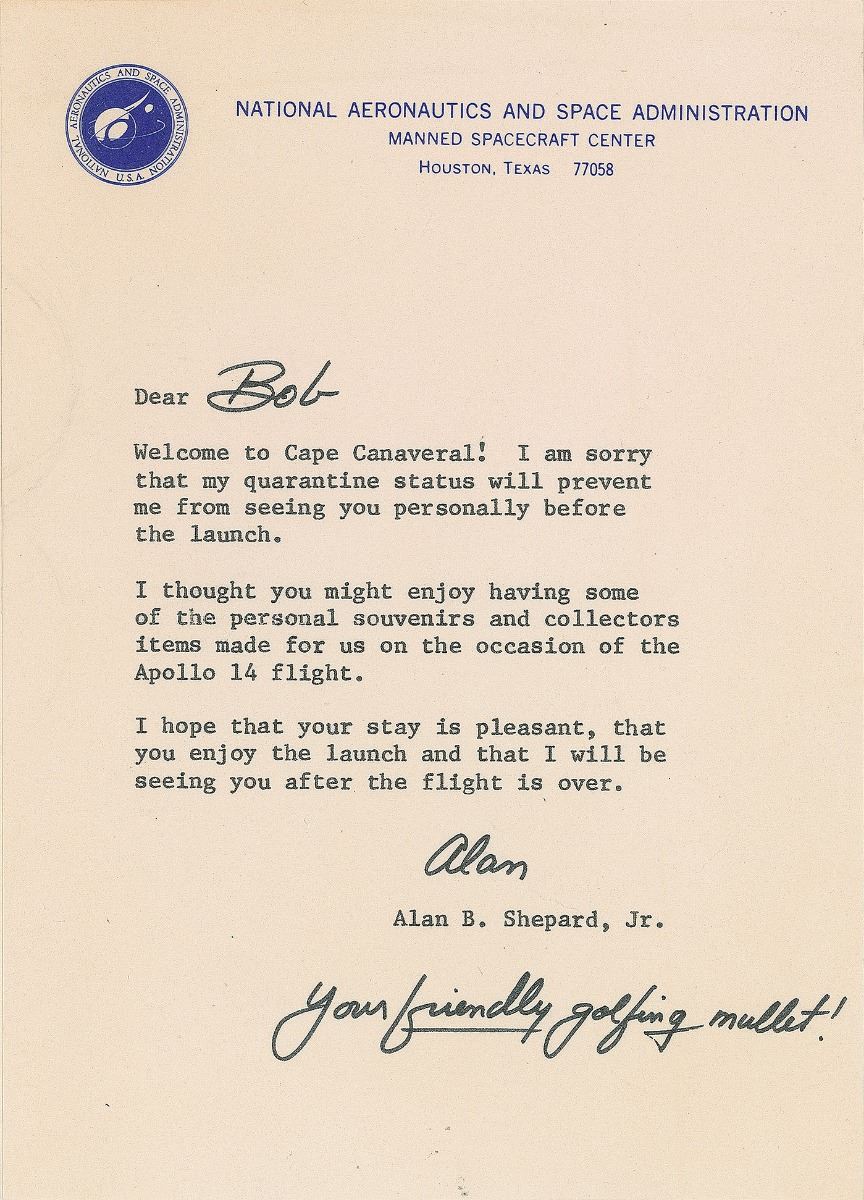 NATIONAL AERONAUTICS AND SPACE ADMINISTRATION U.S.A.
NATIONAL AERONAUTICS AND SPACE ADMINISTRATION
MANNED SPACECRAFT CENTER
HOUSTON, TEXAS 77058
Dear Bob
Welcome to Cape Canaveral! I am sorry
that my quarantine status will prevent
me from seeing you personally before
the launch.
I thought you might enjoy having some
of the personal souvenirs and collectors
items made for us on the occasion of the
Apollo 14 flight.
I hope that your stay is pleasant, that
you enjoy the launch and that I will be
seeing you after the flight is over.
Alan
Alan B. Shepard, Jr.
Your friendly golfing mullet!